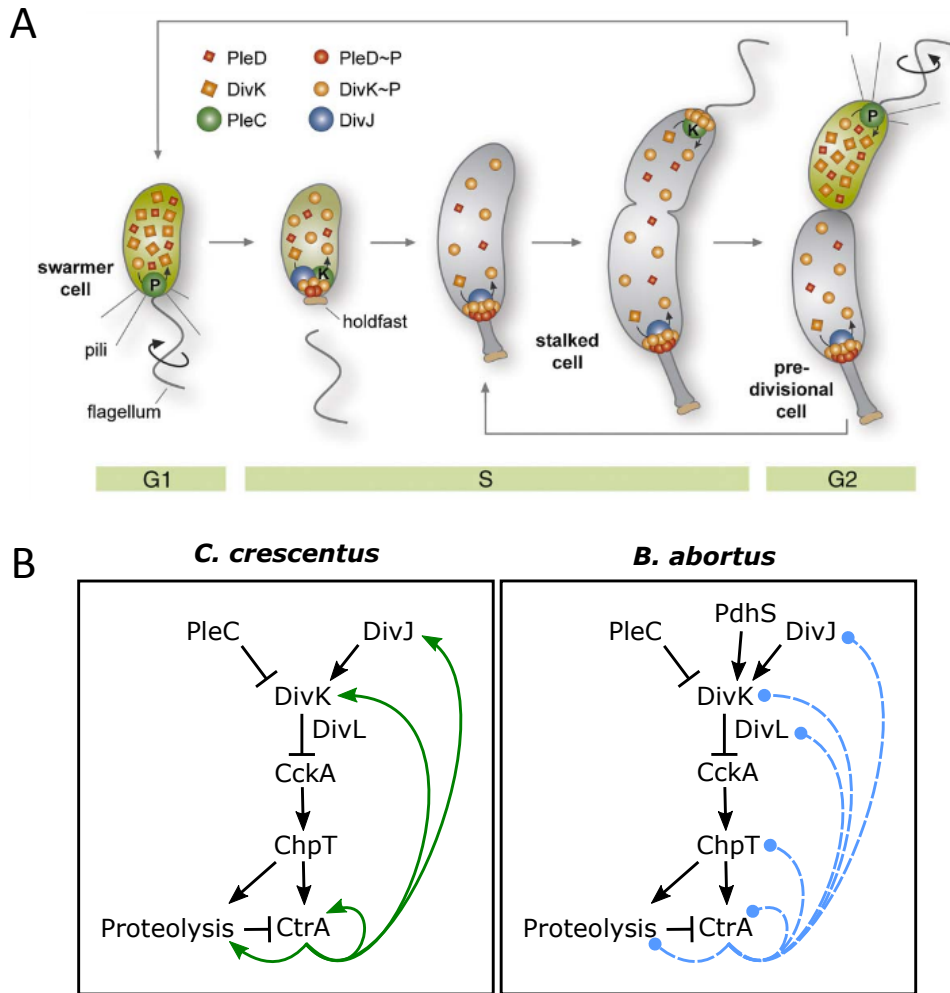 A
PleD
PleD~P
DivK
DivK~P
PleC
DivJ
P
K
K
P
swarmer
cell
pili
flagellum
holdfast
stalked
cell
pre-
divisional
cell
G1
S
G2
B
C. crescentus
B. abortus
PleC
DivJ
DivK
DivL
CckA
ChpT
Proteolysis
CtrA
PleC
PdhS
DivJ
DivK
DivL
CckA
ChpT
Proteolysis
CtrA